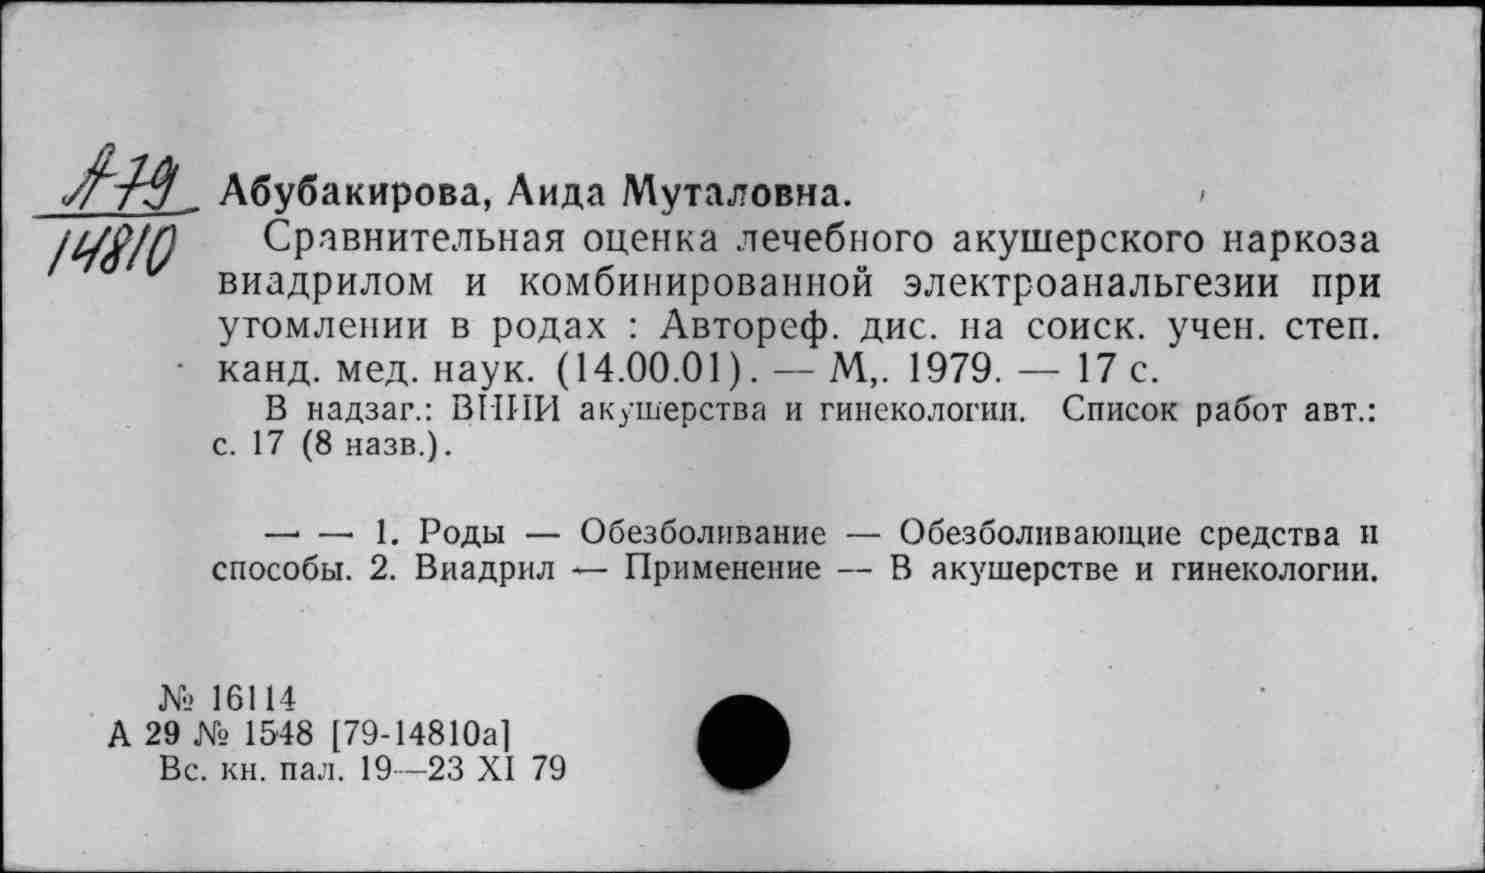 А-79
14810
Абубакирова, Аида Муталовна.
Сравнительная оценка лечебного акушерского наркоза
виадрилом и комбинированной электроанальгезии при
утомлении в родах : Автореф. дис. на соиск. учен. степ.
канд. мед. наук. (14.00.01). — М,. 1979. — 17 с.
В надзаг.: ВНИИ акушерства и гинекологии. Список работ авт.:
с. 17 (8 назв.).
— — 1. Роды — Обезболивание — Обезболивающие средства и
способы. 2. Виадрил — Применение — В акушерстве и гинекологии.
№ 16114
А 29 № 1548 [79-14810а]
Вс. кн. пал. 19—23 XI 79